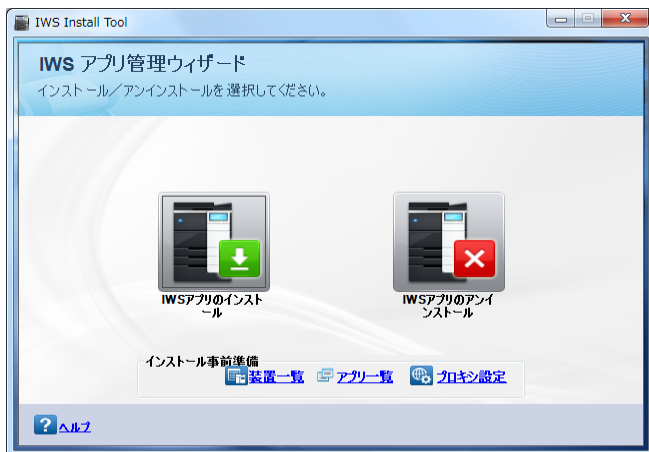 IWS Install Tool
IWS アプリ管理ウィザード
インストール／アンインストールを選択してください。
IWSアプリのインスト
ール
IWSアプリのアンイ
ンストール
インストール事前準備
装置一覧 アプリ一覧 プロキシ設定
? ヘルプ